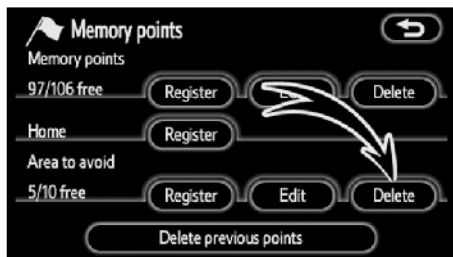 Memory points
Memory points
97/106 free Register Delete
Home Register
Area to avoid
5/10 free Register Edit Delete
Delete previous points